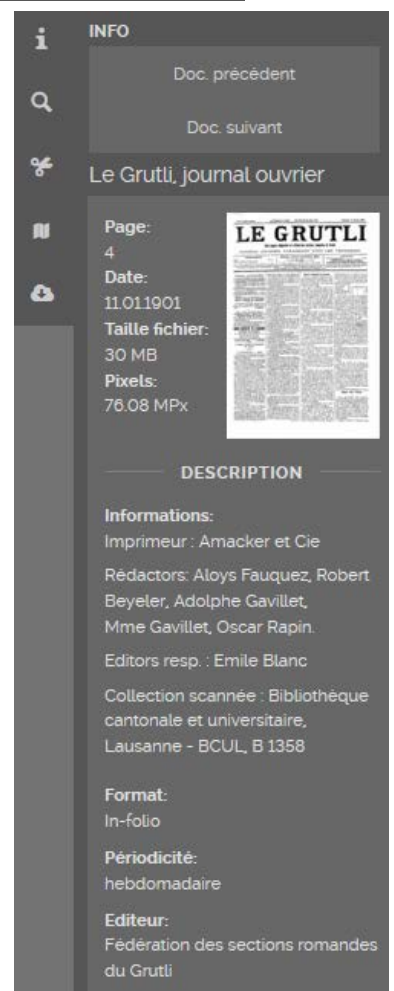 INFO
Doc. précédent
Doc. suivant
Le Grutli, journal ouvrier
Page:
4
Date:
11.01.1901
Taille fichier:
30 MB
Pixels:
76.08 MPx
LE GRUTLI
DESCRIPTION
Informations:
Imprimeur : Amacker et Cie
Rédactors: Aloys Fauquez, Robert
Beyeler, Adolphe Gavillet,
Mme Gavillet, Oscar Rapin.
Editors resp. : Emile Blanc
Collection scannée : Bibliothèque
cantonale et universitaire,
Lausanne - BCUL, B 1358
Format:
In-folio
Périodicité:
hebdomadaire
Editeur:
Fédération des sections romandes
du Grutli